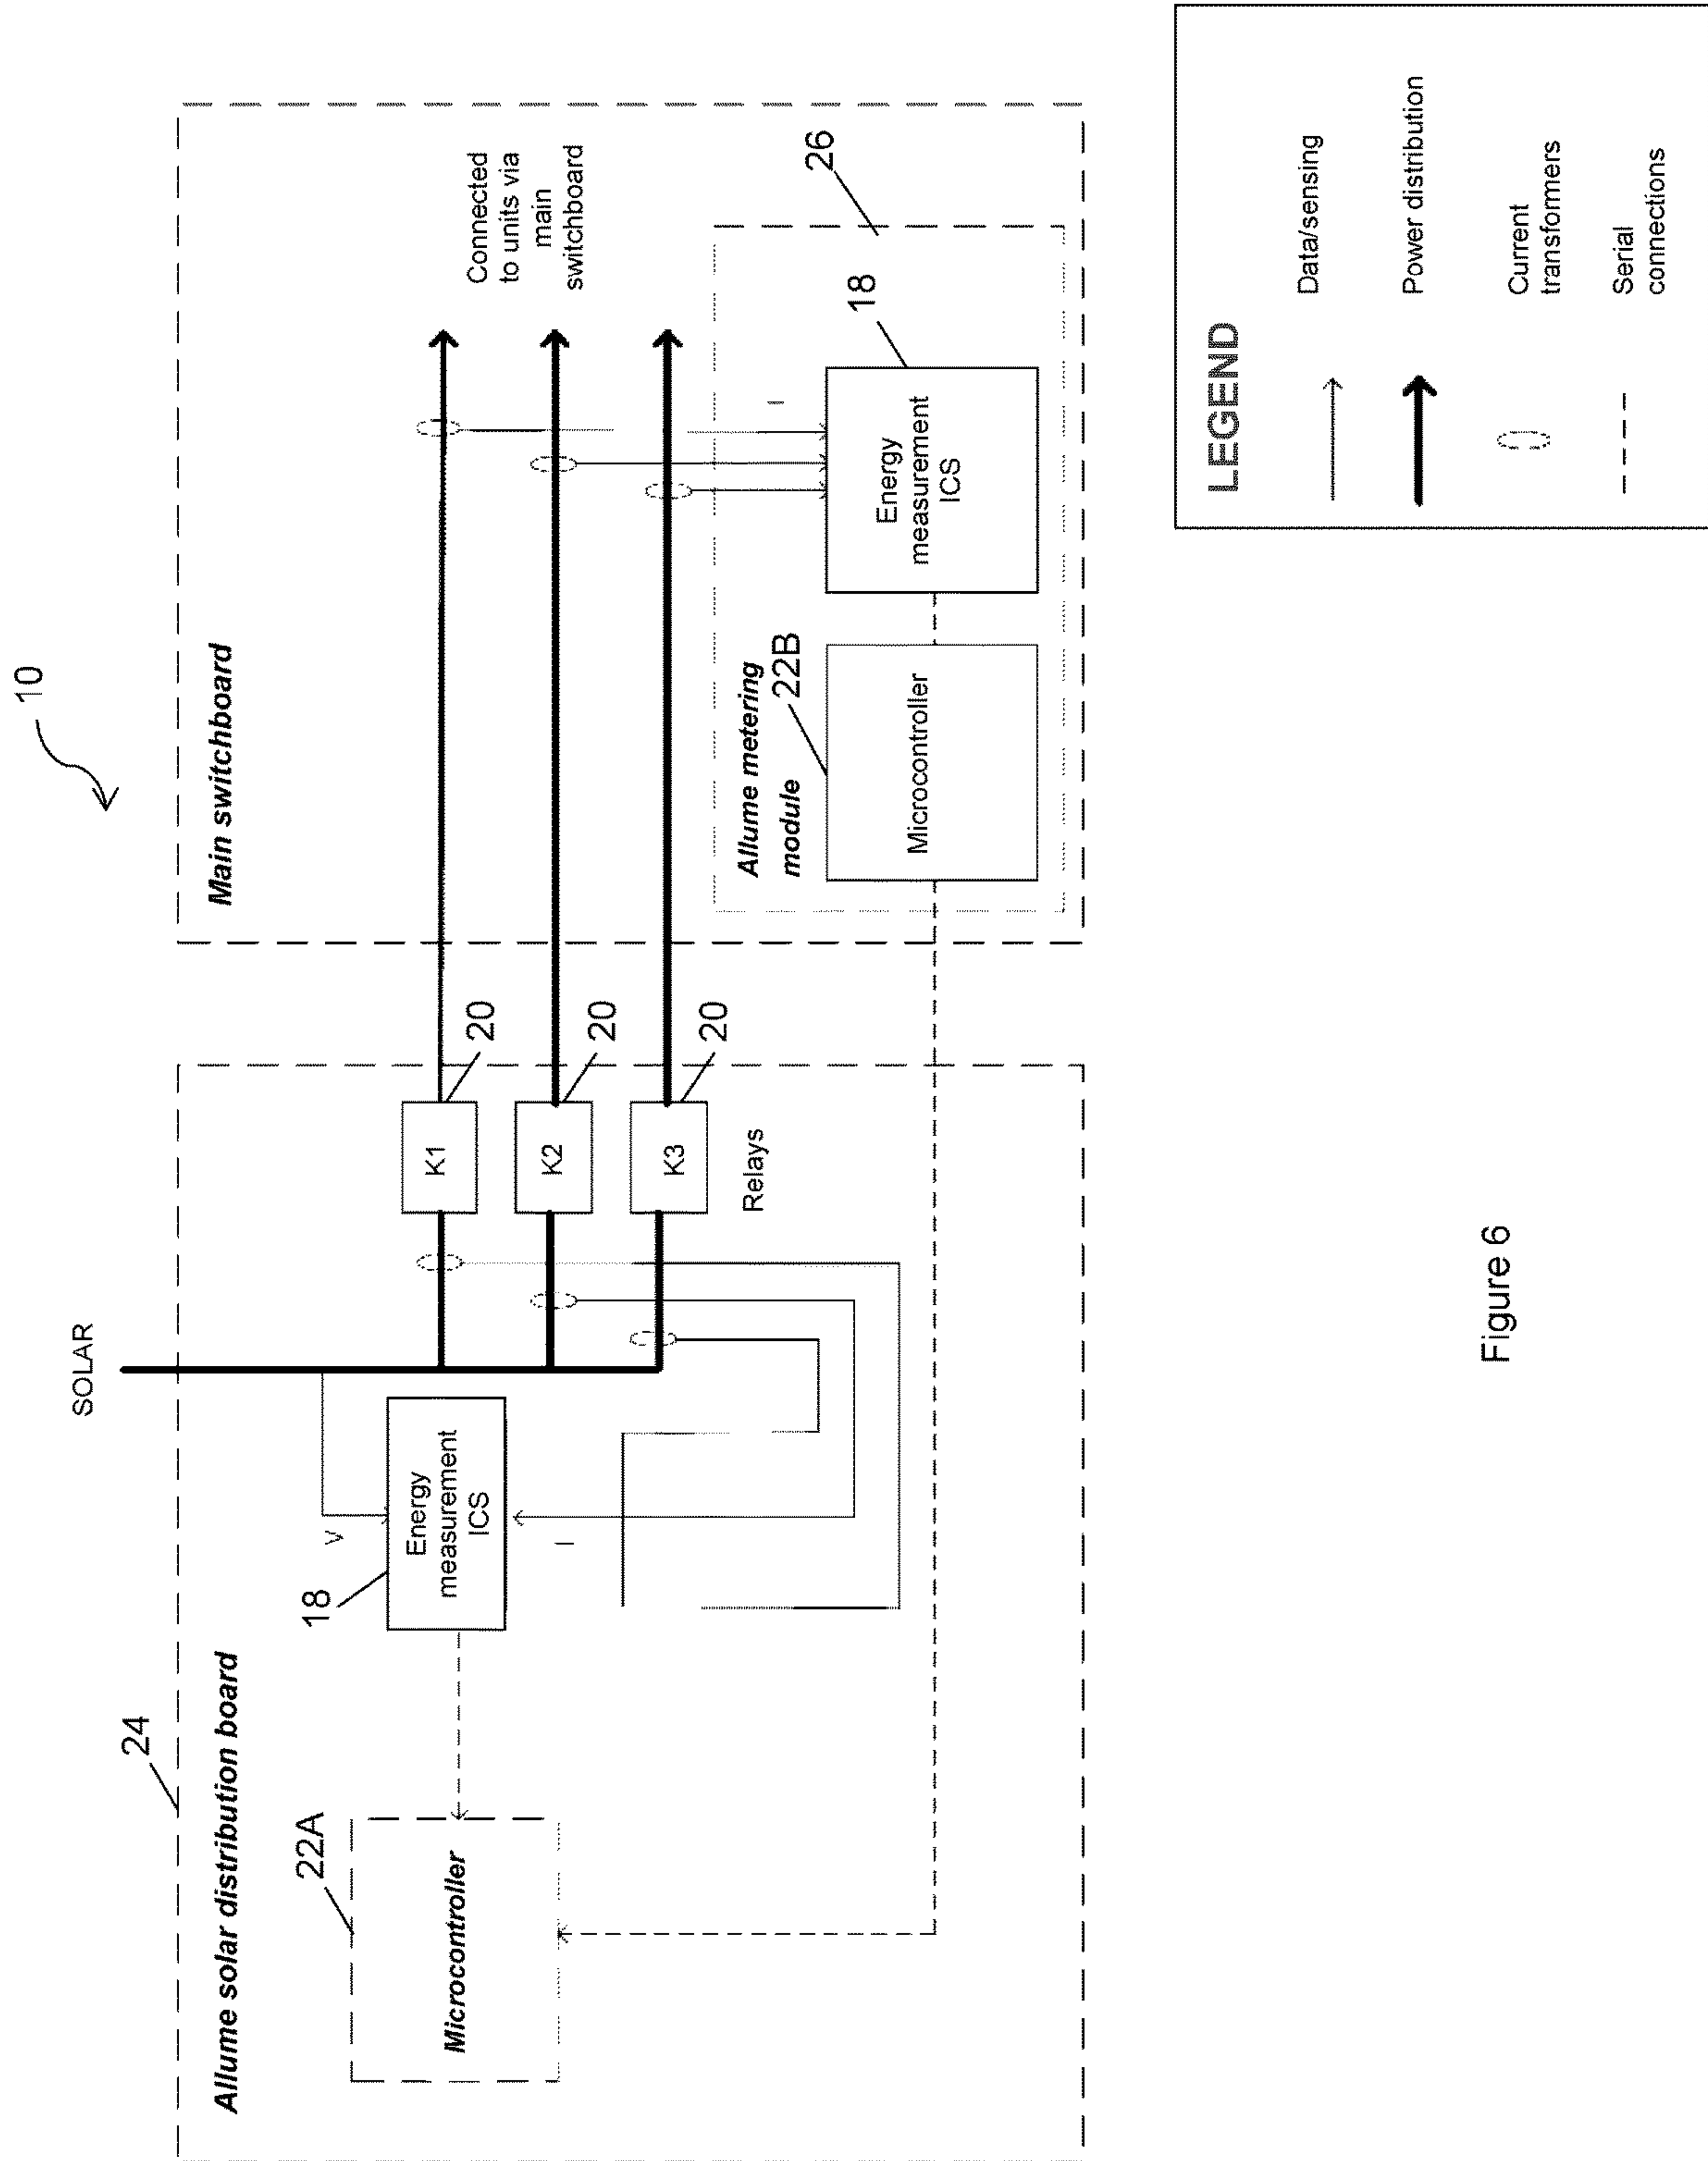 10
24
Allume solar distribution board
22A
Microcontroller
SOLAR
V
18
Energy
measurement
ICS
I
K1
20
K2
20
K3
20
Relays
Main switchboard
Connected
to units via
main
switchboard
Allume metering
module
22B
Microcontroller
26
18
Energy
measurement
ICS
I
LEGEND
Data/sensing
Power distribution
Current
transformers
Serial
connections
Figure 6